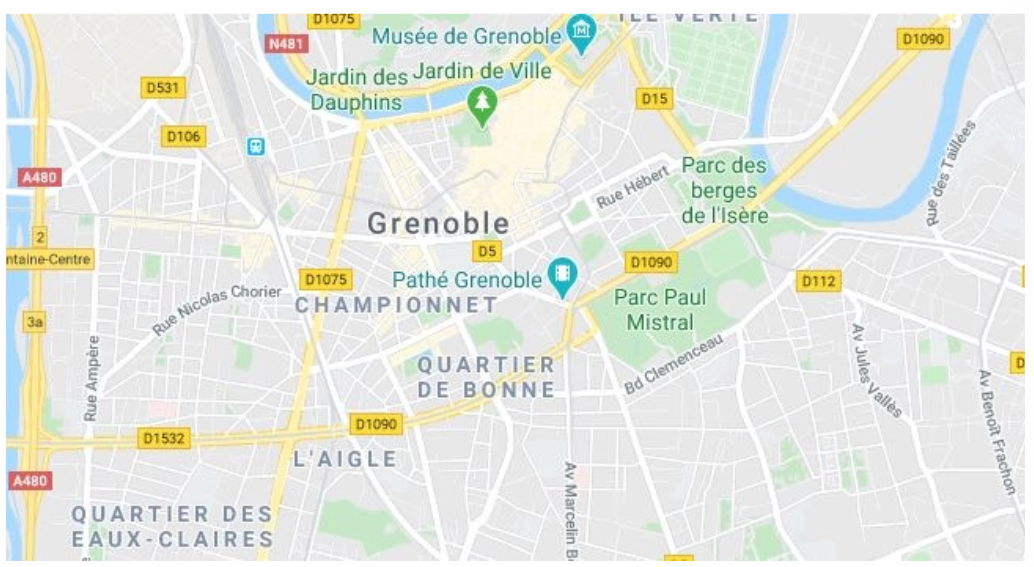 D1075
ILE VERTE
N481
Musée de Grenoble
D1090
Jardin des
Dauphins
Jardin de Ville
D531
D15
D106
A480
Parc des
berges
de l'Isère
Rue Hébert
Rue des Taillées
Grenoble
2
D5
ntaine-Centre
D1075
Pathé Grenoble
D1090
D112
Rue Nicolas Chorier
CHAMPIONNET
Parc Paul
Mistral
3a
Rue Ampère
QUARTIER
DE BONNE
Bd Clemenceau
Av Jules Vallès
Av Benoît Frachon
D1532
D1090
L'AIGLE
A480
Av Marcelin B
QUARTIER DES
EAUX-CLAIRES